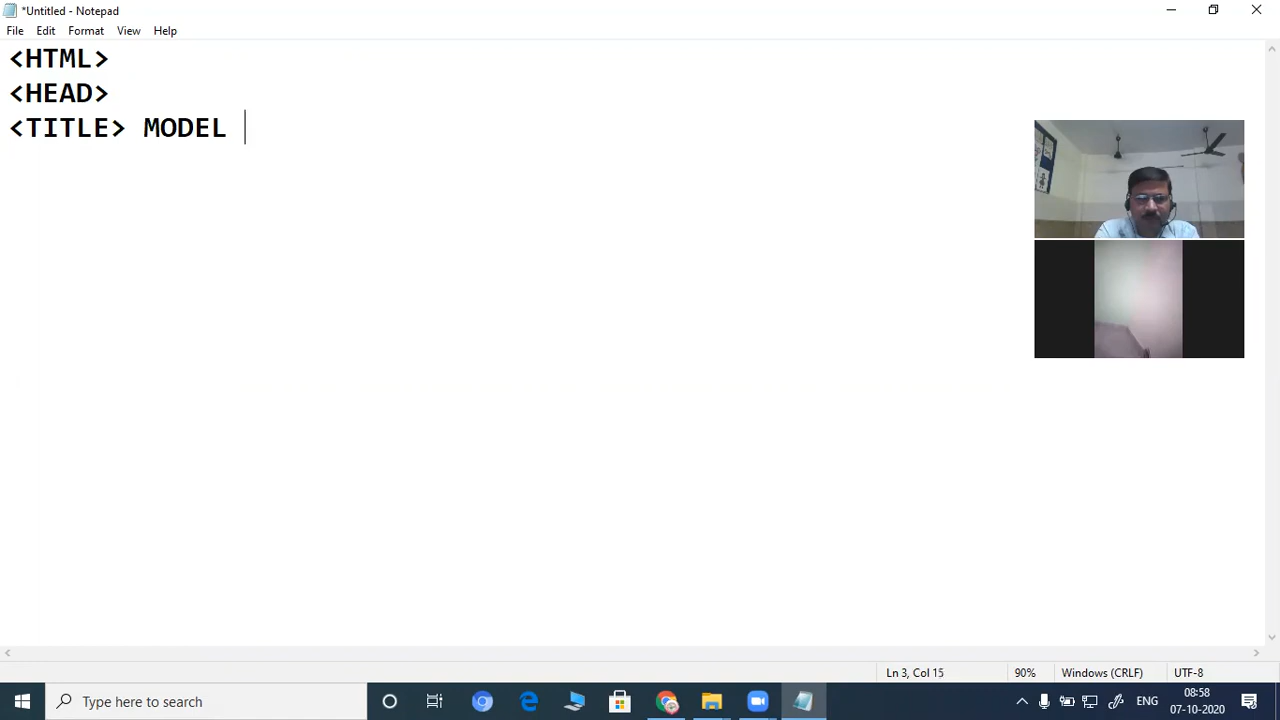 *Untitled - Notepad
File Edit Format View Help
<HTML>
<HEAD>
<TITLE> MODEL
Ln 3, Col 15 90% Windows (CRLF) UTF-8
Type here to search ENG 08:58
07-10-2020